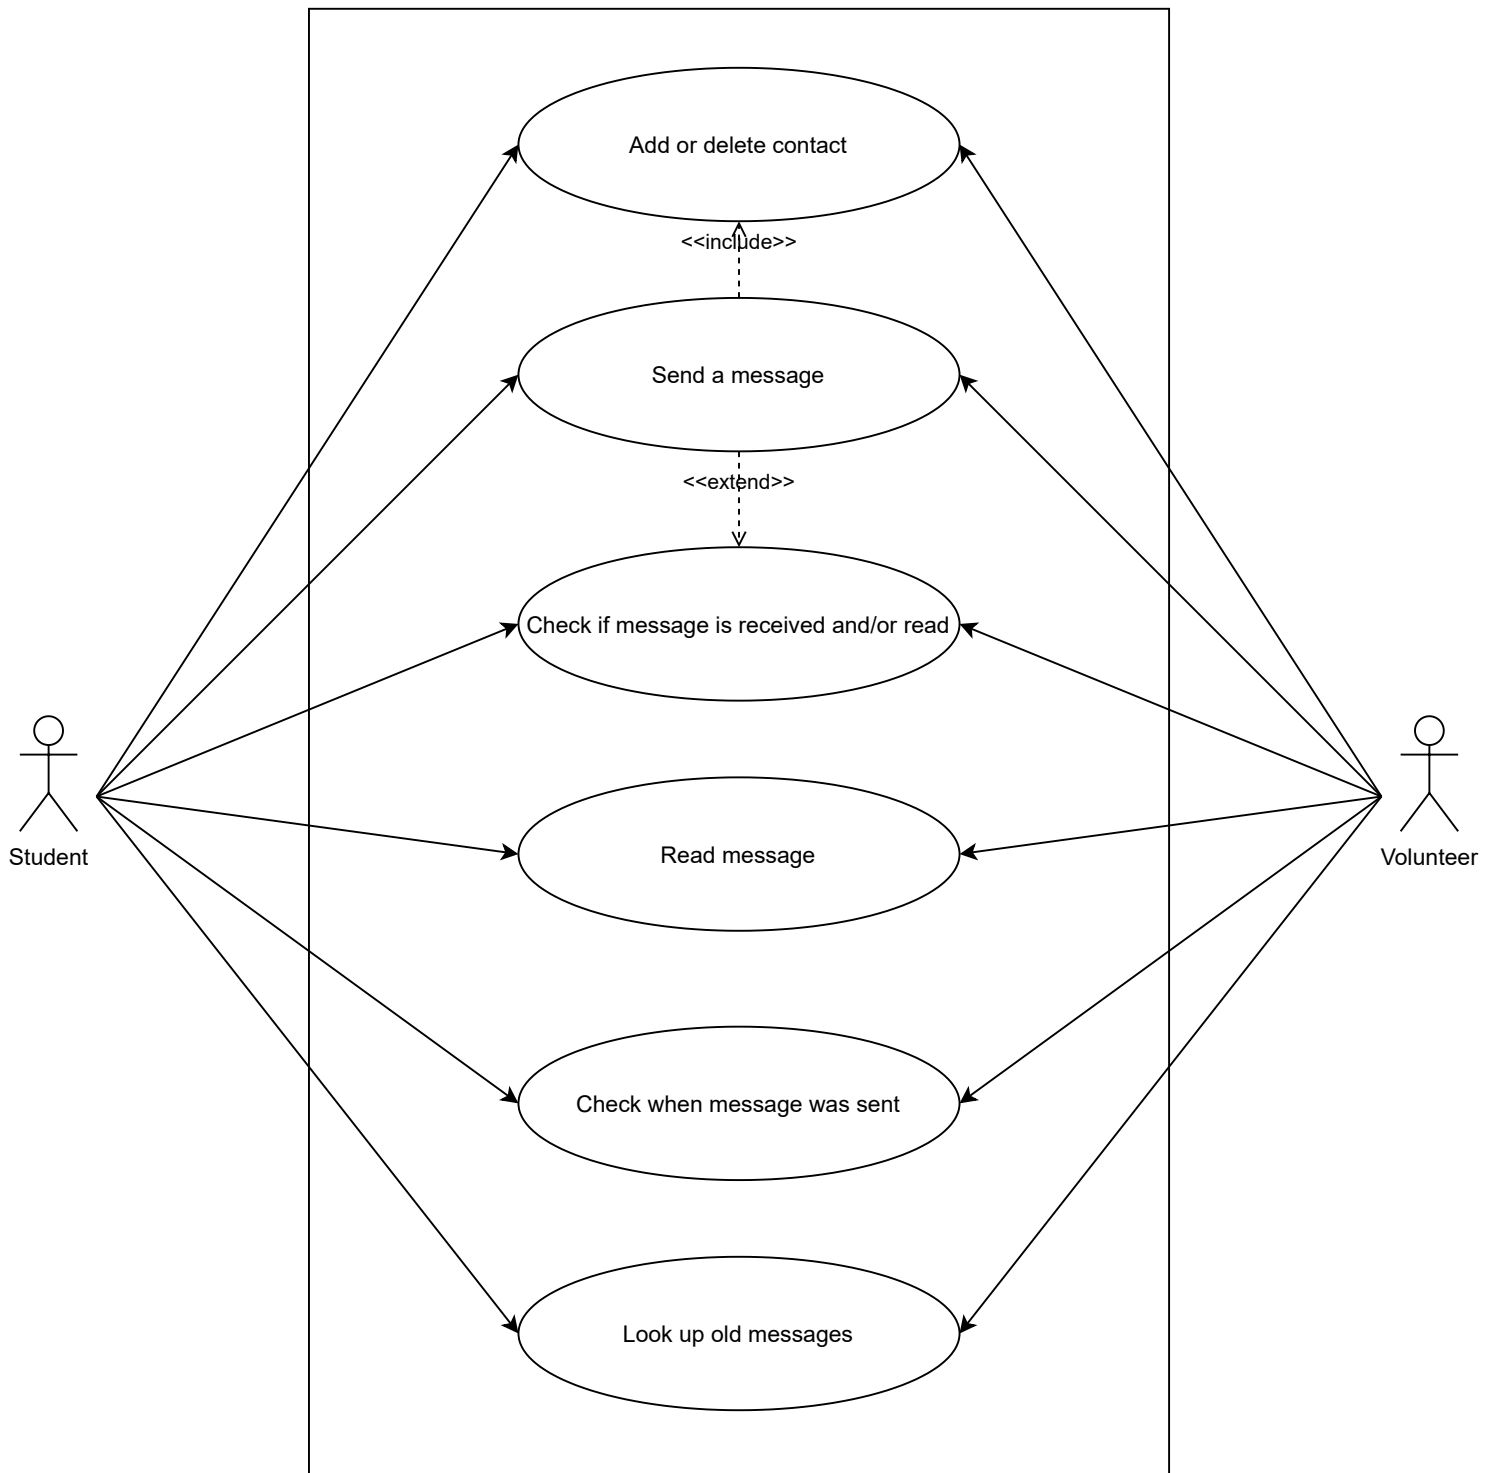 Add or delete contact
<<include>>
Send a message
<<extend>>
Check if message is received and/or read
Student
Volunteer
Read message
Check when message was sent
Look up old messages